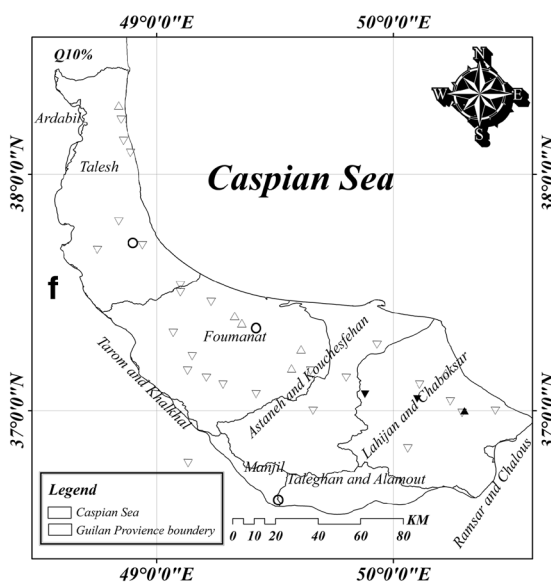 49°0'0"E 50°0'0"E
Q10%
N
W E
S
Ardabil
Talesh
38°0'0"N 38°0'0"N
Caspian Sea
f
Foumanat
Tarom and Khalkhal
Astaneh and Kouchesfehan
Lahijan and Chaboksar
37°0'0"N 37°0'0"N
Manjil
Taleghan and Alamout
Ramsar and Chalous
Legend
Caspian Sea
Guilan Provience boundary
KM
0 5 10 15 20 40 60 80
49°0'0"E 50°0'0"E